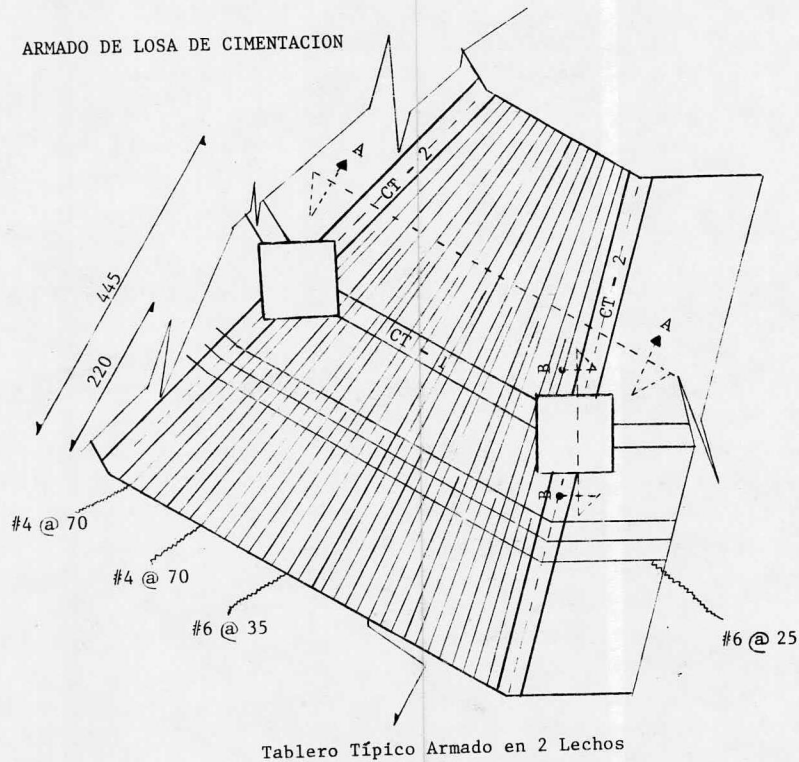 ARMADO DE LOSA DE CIMENTACION
A
CT - 2
445
220
CT - 1
CT - 2
A
B
B
#4 @ 70
#4 @ 70
#6 @ 35
#6 @ 25
Tablero Típico Armado en 2 Lechos